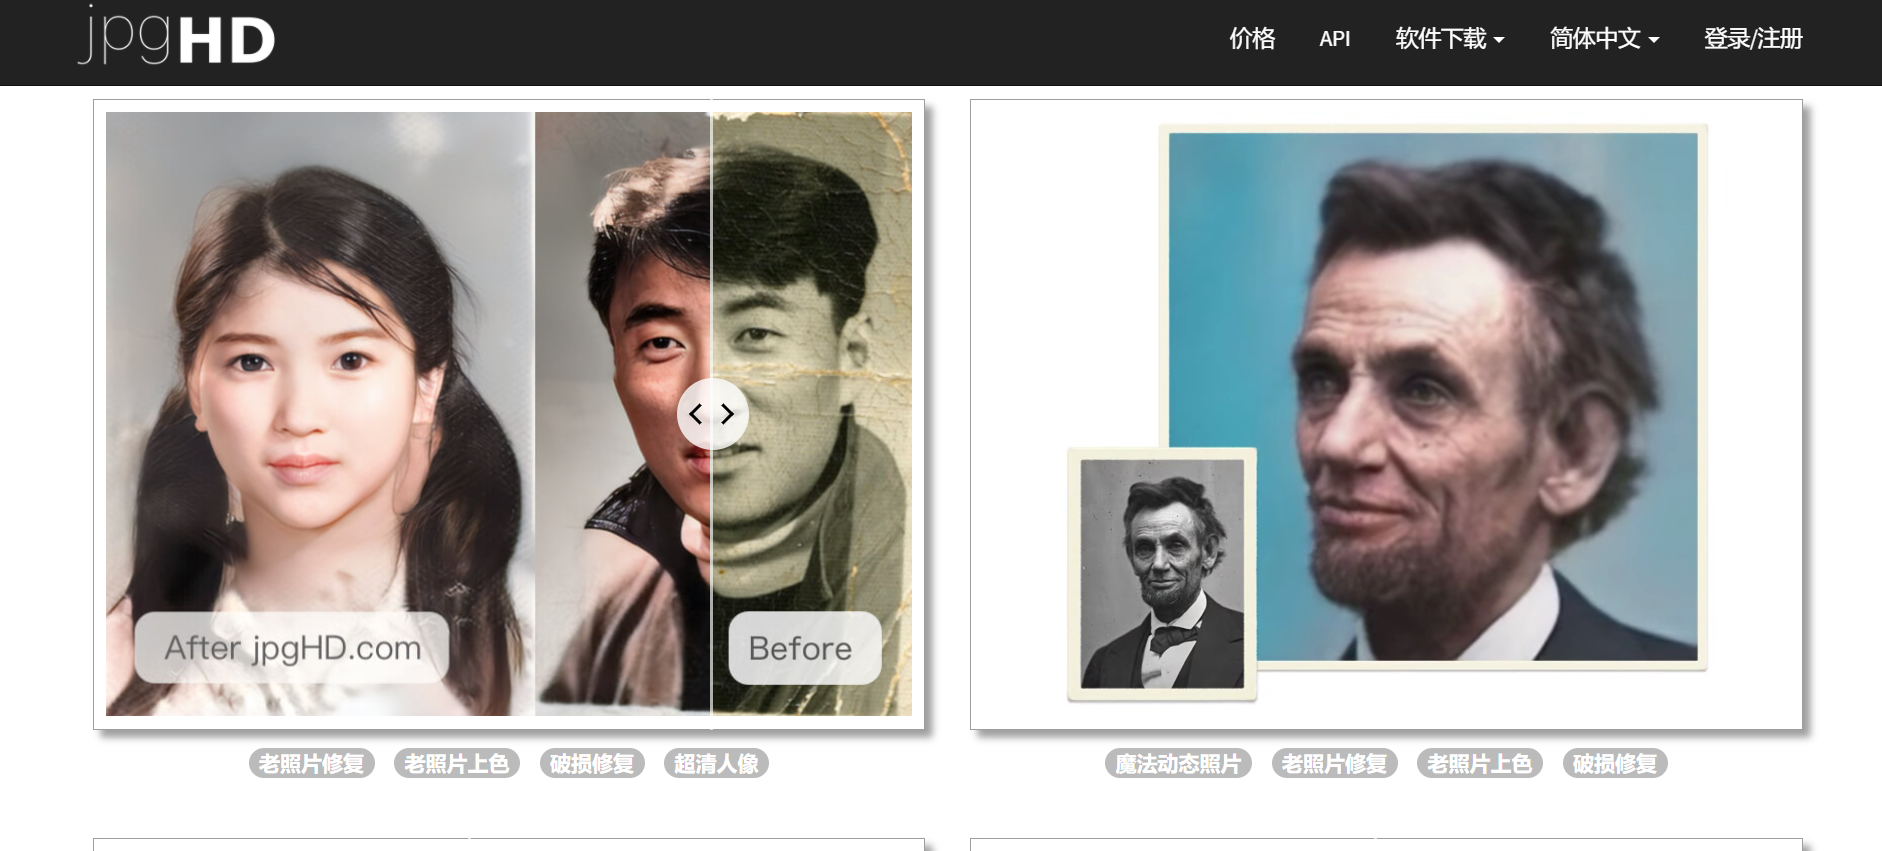 jpgHD
价格 API 软件下载 简体中文 登录/注册
After jpgHD.com
Before
老照片修复 老照片上色 破损修复 超清人像
魔法动态照片 老照片修复 老照片上色 破损修复